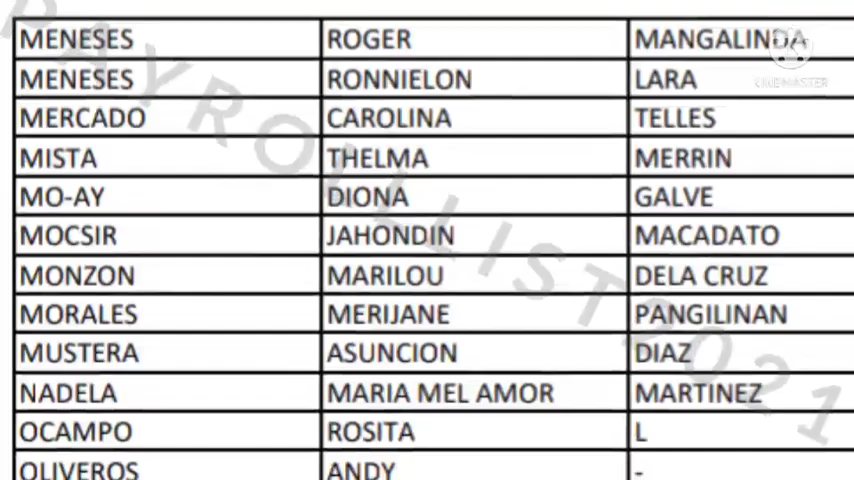 MENESES ROGER MANGALINDA
MENESES RONNIELON LARA
MERCADO CAROLINA TELLES
MISTA THELMA MERRIN
MO-AY DIONA GALVE
MOCSIR JAHONDIN MACADATO
MONZON MARILOU DELA CRUZ
MORALES MERIJANE PANGILINAN
MUSTERA ASUNCION DIAZ
NADELA MARIA MEL AMOR MARTINEZ
OCAMPO ROSITA L
OLIVEROS ANDY -
PAYROLL LIST 2021